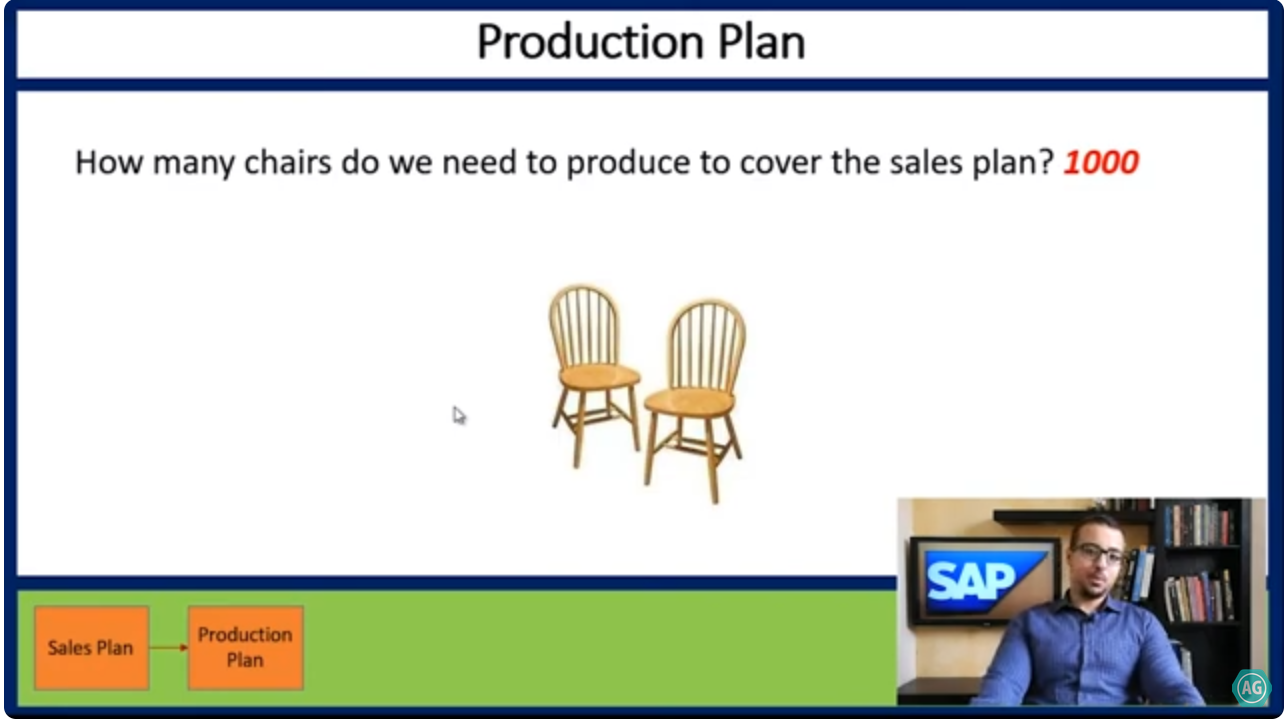 Production Plan
How many chairs do we need to produce to cover the sales plan? 1000
SAP
Sales Plan
Production
Plan
AG